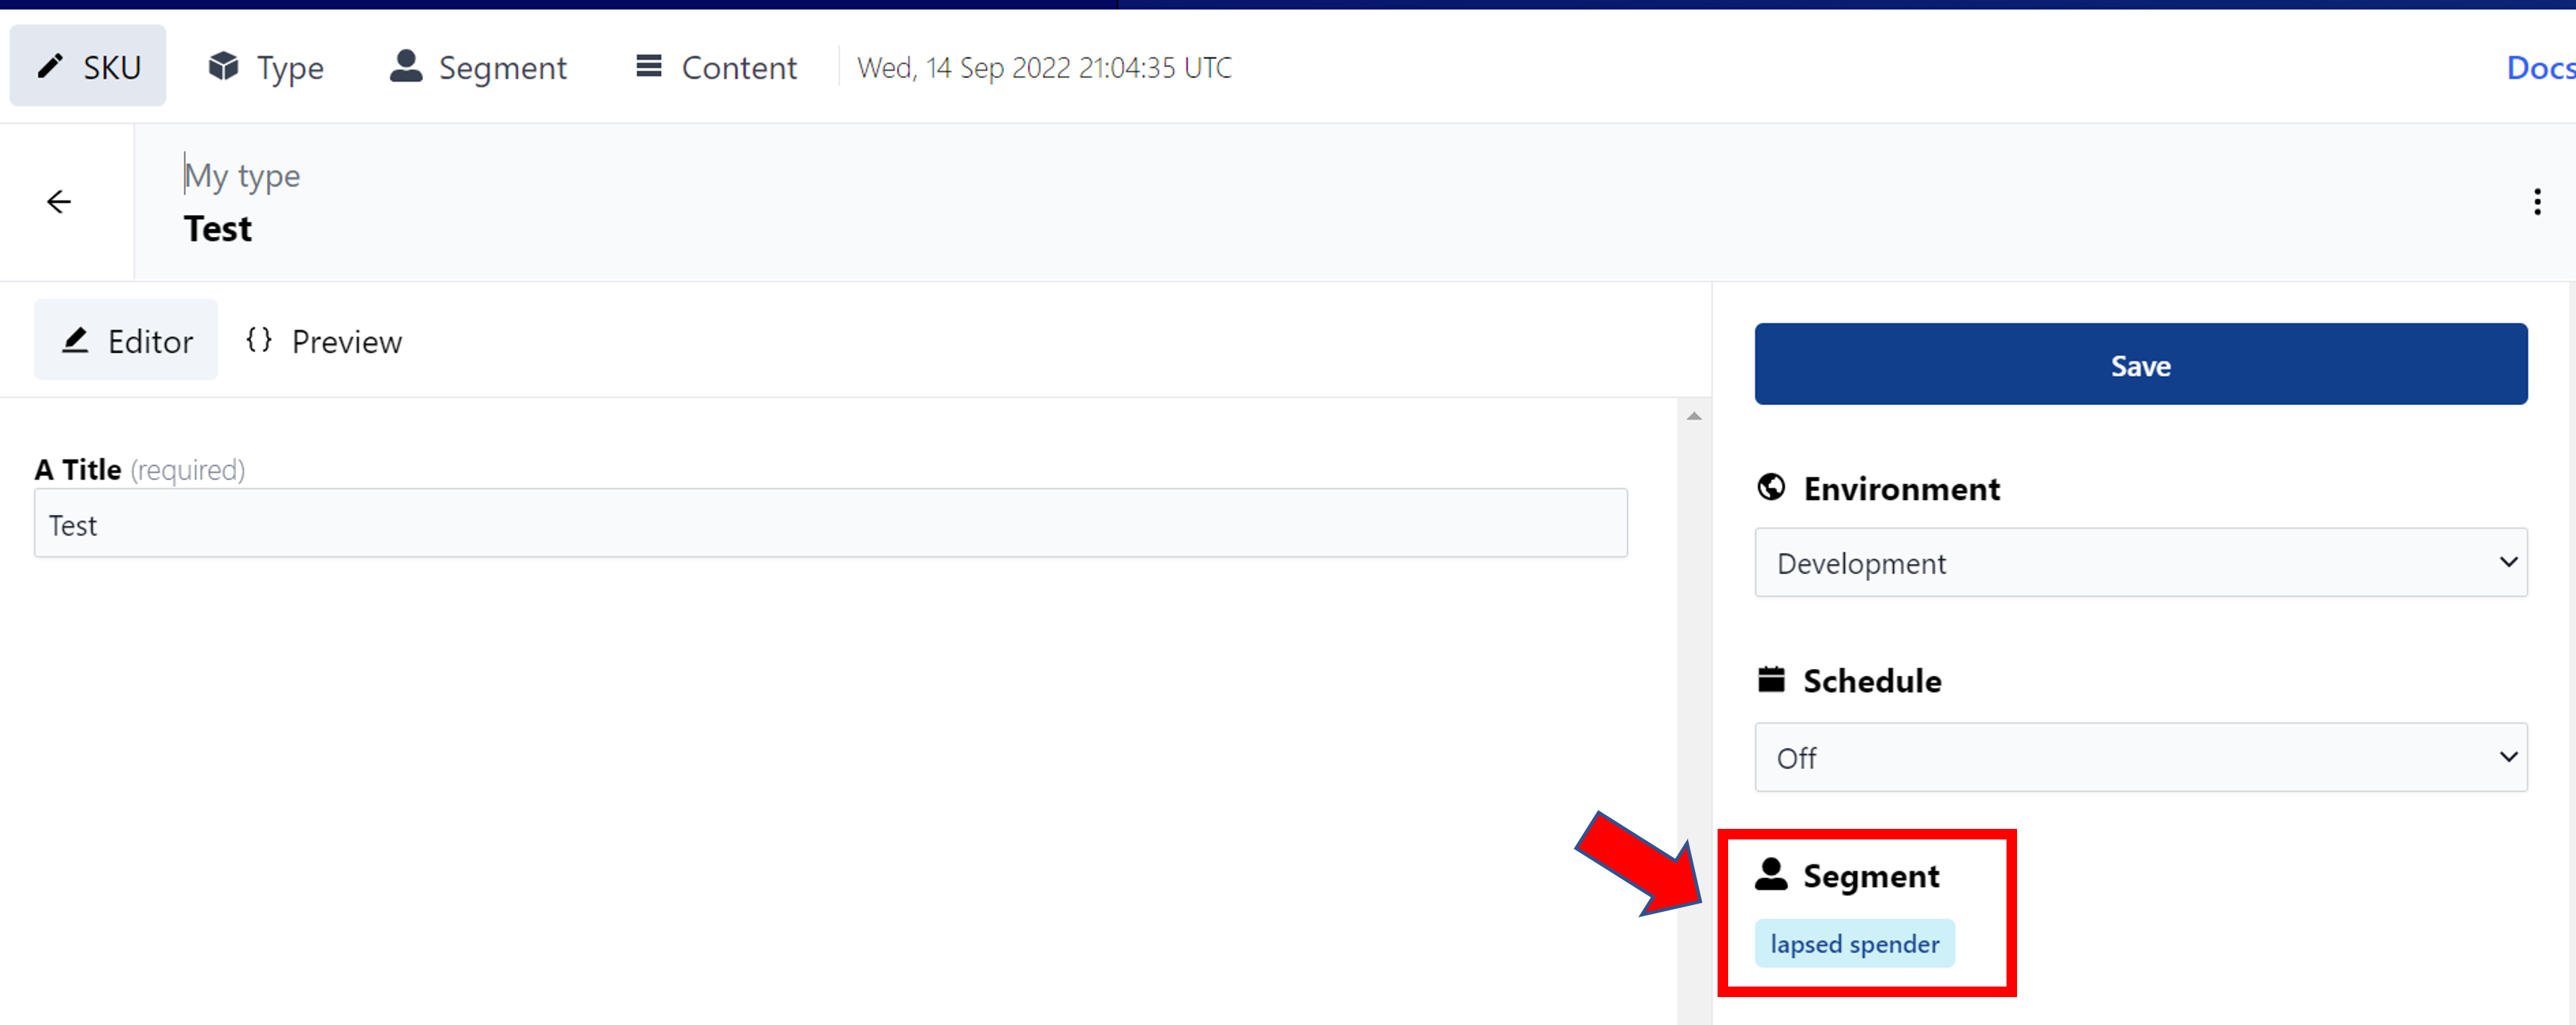 SKU Type Segment Content Wed, 14 Sep 2022 21:04:35 UTC Docs
My type
Test
Editor {} Preview
Save
A Title (required)
Test
Environment
Development
Schedule
Off
Segment
lapsed spender